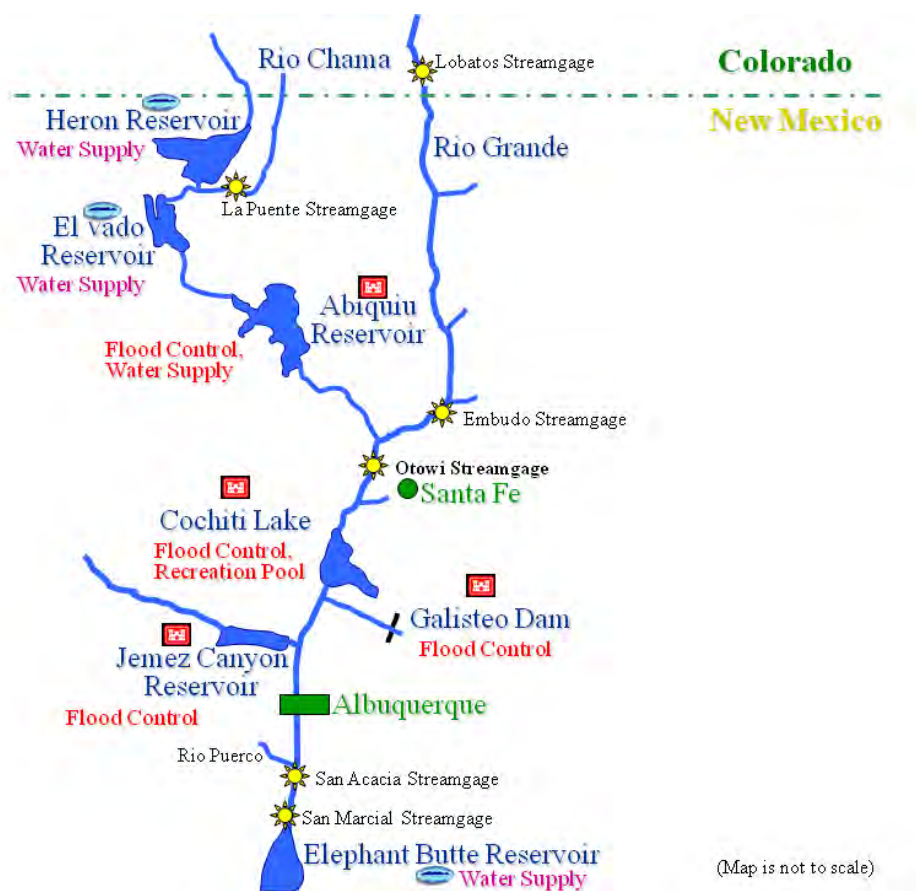 Rio Chama
Lobatos Streamgage
Colorado
Heron Reservoir
Water Supply
New Mexico
Rio Grande
La Puente Streamgage
El Vado
Reservoir
Water Supply
Abiquiu
Reservoir
Flood Control,
Water Supply
Embudo Streamgage
Otowi Streamgage
Santa Fe
Cochiti Lake
Flood Control,
Recreation Pool
Galisteo Dam
Flood Control
Jemez Canyon
Reservoir
Flood Control
Albuquerque
Rio Puerco
San Acacia Streamgage
San Marcial Streamgage
Elephant Butte Reservoir
Water Supply
(Map is not to scale)